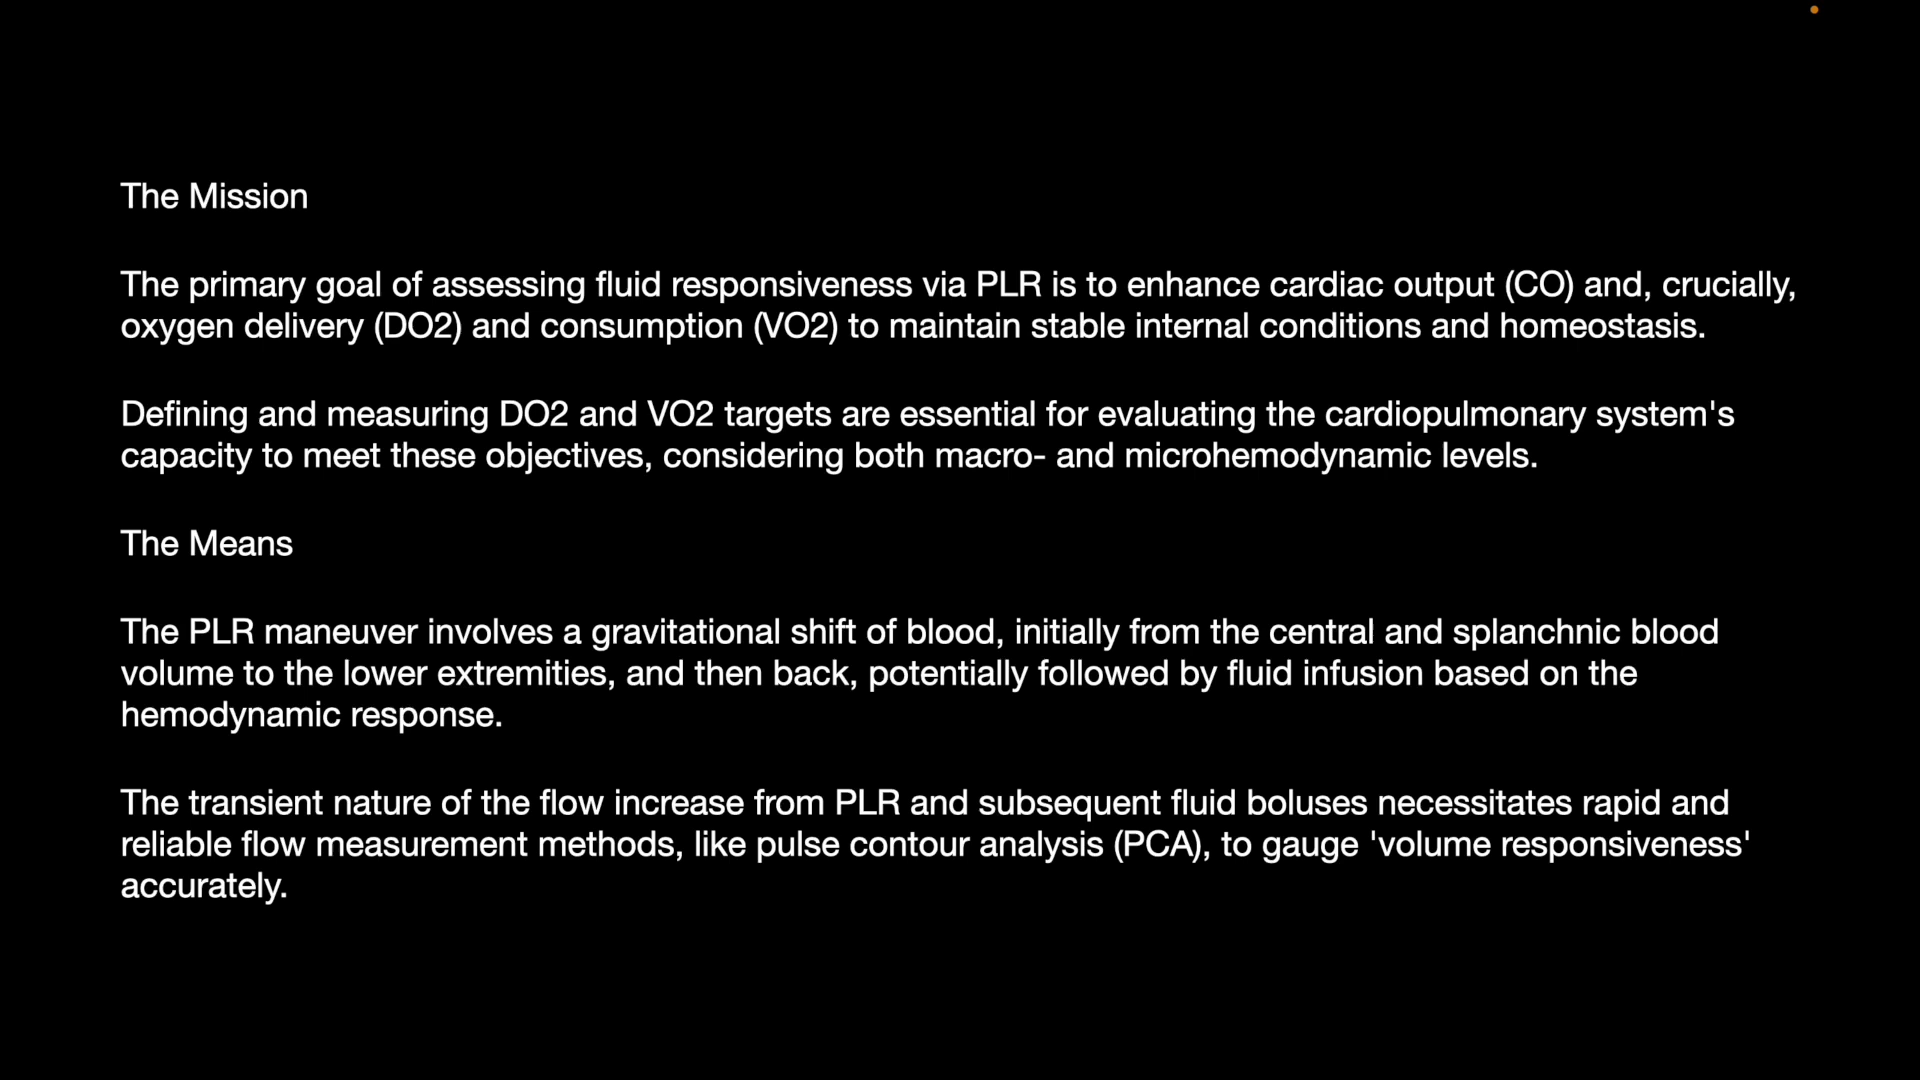 The Mission
The primary goal of assessing fluid responsiveness via PLR is to enhance cardiac output (CO) and, crucially,
oxygen delivery (DO2) and consumption (VO2) to maintain stable internal conditions and homeostasis.
Defining and measuring DO2 and VO2 targets are essential for evaluating the cardiopulmonary system's
capacity to meet these objectives, considering both macro- and microhemodynamic levels.
The Means
The PLR maneuver involves a gravitational shift of blood, initially from the central and splanchnic blood
volume to the lower extremities, and then back, potentially followed by fluid infusion based on the
hemodynamic response.
The transient nature of the flow increase from PLR and subsequent fluid boluses necessitates rapid and
reliable flow measurement methods, like pulse contour analysis (PCA), to gauge 'volume responsiveness'
accurately.